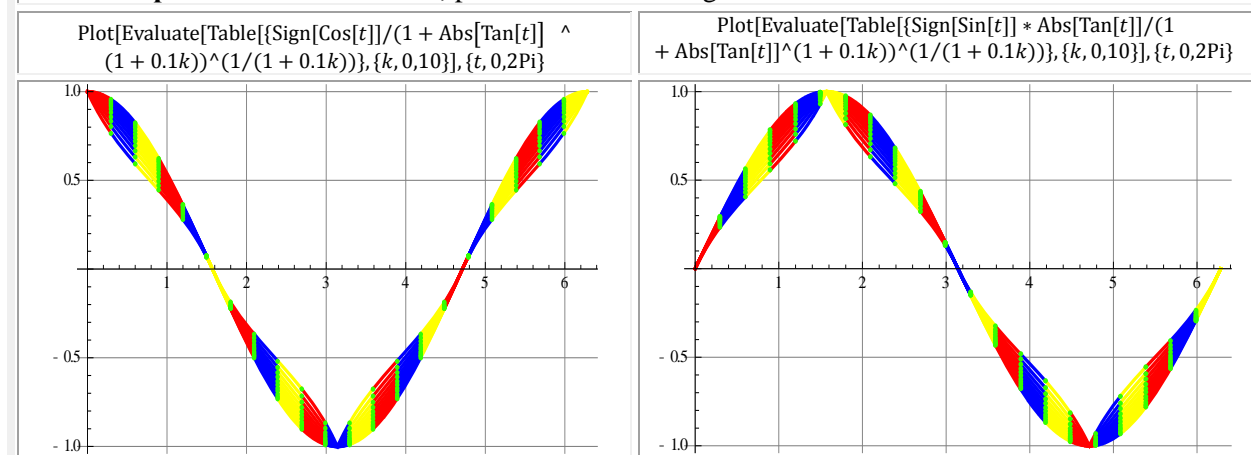 Plot[Evaluate[Table[{Sign[Cos[t]]/(1 + Abs[Tan[t]] ^
(1 + 0.1k))^(1/(1 + 0.1k))},{k, 0,10}],{t, 0,2Pi}
Plot[Evaluate[Table[{Sign[Sin[t]] * Abs[Tan[t]]/(1
+ Abs[Tan[t]]^(1 + 0.1k))^(1/(1 + 0.1k))},{k, 0,10}],{t, 0,2Pi}
1.0
0.5
1 2 3 4 5 6
- 0.5
- 1.0
1.0
0.5
1 2 3 4 5 6
- 0.5
- 1.0